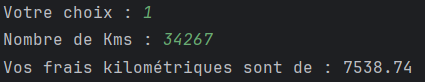 Votre choix : 1
Nombre de Kms : 34267
Vos frais kilométriques sont de : 7538.74